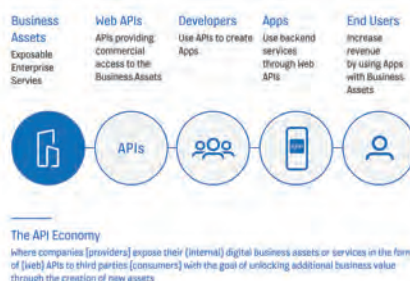 Business
Assets
Exposable
Enterprise
Servies
Web APIs
APIs providing
commercial
access to the
Business Assets
Developers
Use APIs to create
Apps
Apps
Use backend
services
through Web
APIs
End Users
Increase
revenue
by using Apps
with Business
Assets
APIs
APP
The API Economy
Where companies [providers] expose their (internal) digital business assets or services in the form
of (web) APIs to third parties (consumers) with the goal of unlocking additional business value
through the creation of new assets